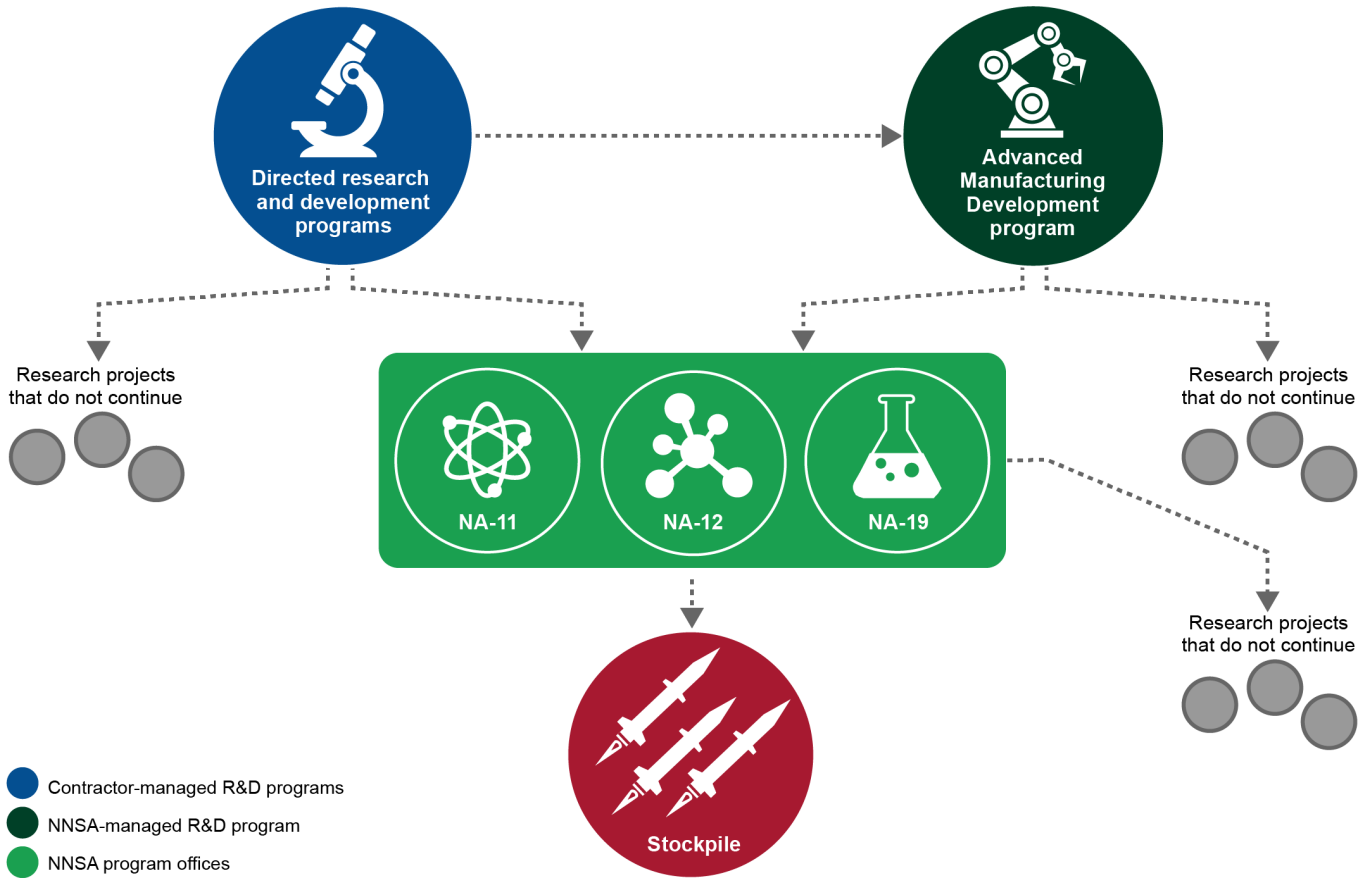 Directed research
and development
programs
Advanced
Manufacturing
Development
program
Research projects
that do not continue
Research projects
that do not continue
NA-11
NA-12
NA-19
Research projects
that do not continue
Stockpile
Contractor-managed R&D programs
NNSA-managed R&D program
NNSA program offices